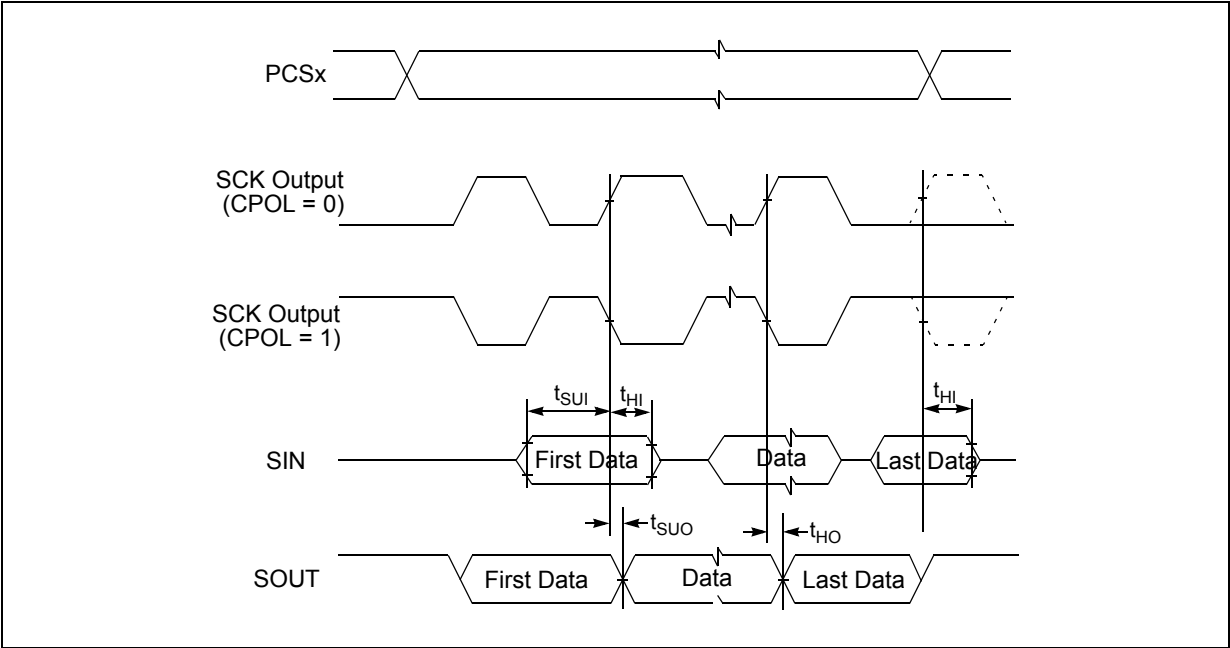 PCSx
SCK Output
(CPOL = 0)
SCK Output
(CPOL = 1)
tSUI
tHI
tHI
SIN
First Data
Data
Last Data
tSUO
tHO
SOUT
First Data
Data
Last Data